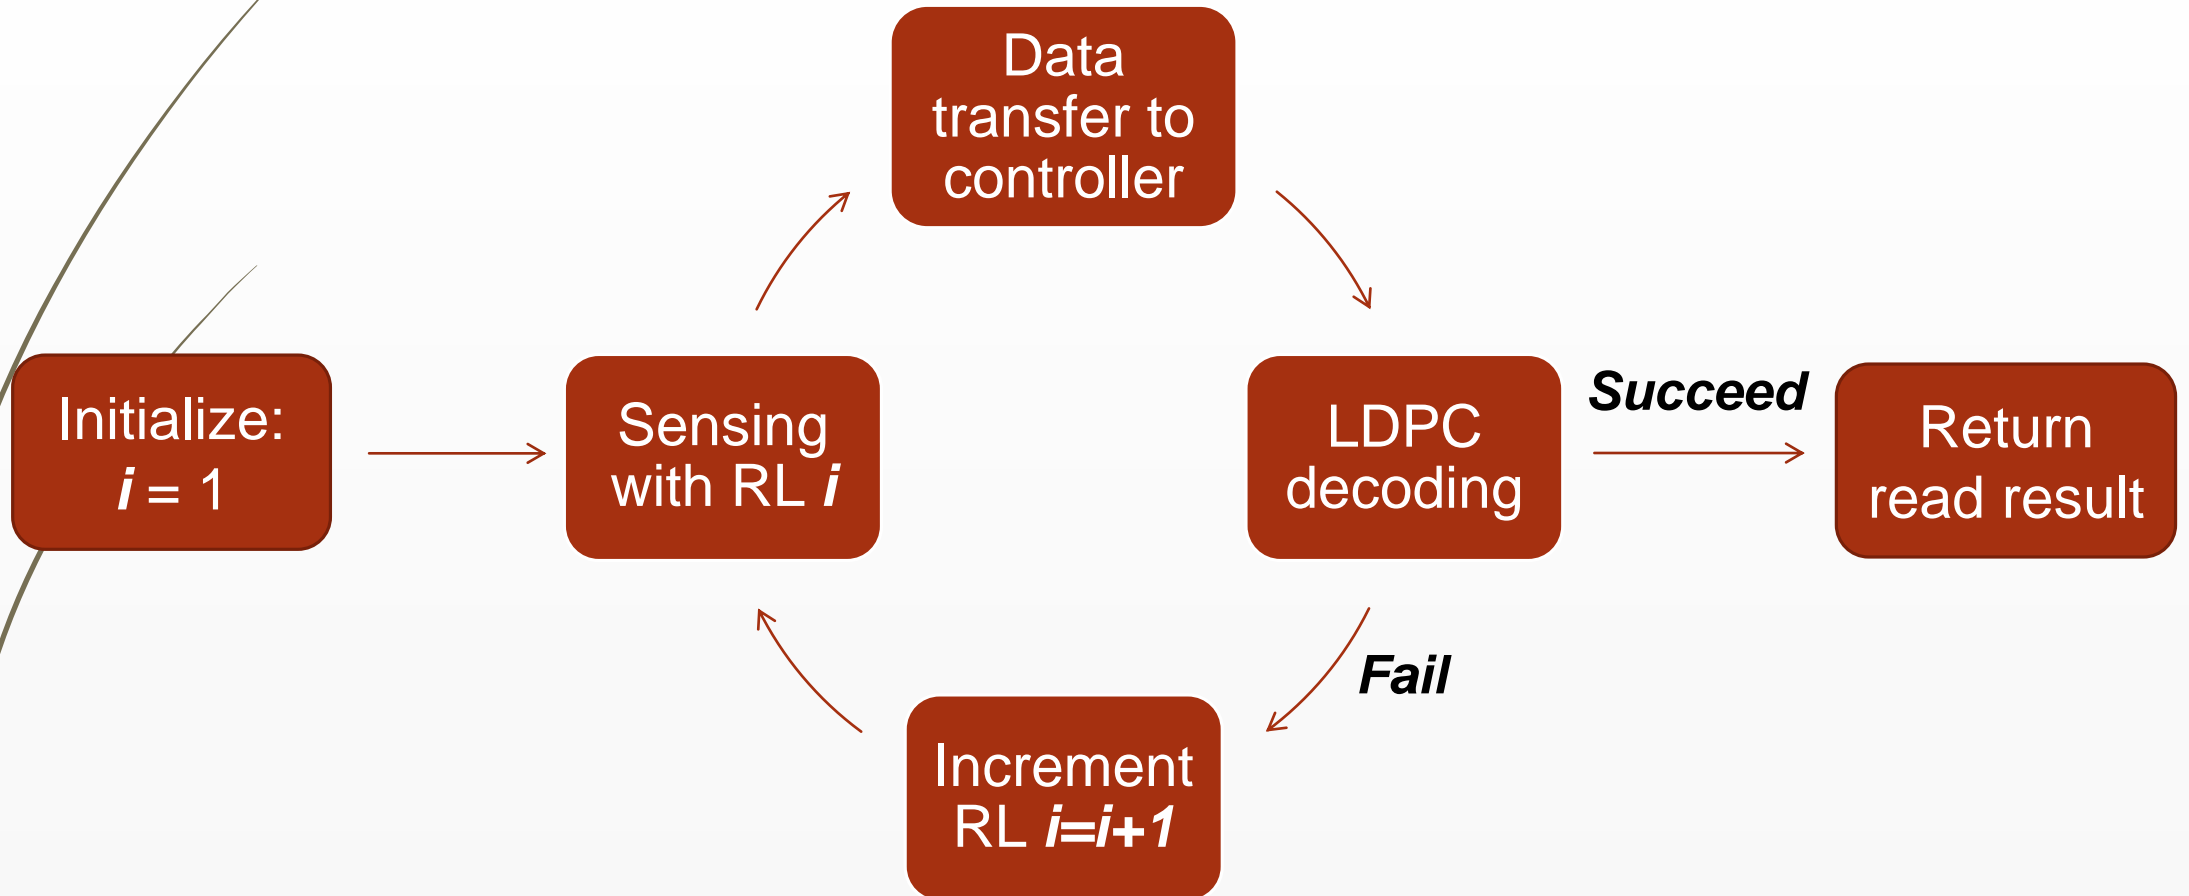 Data
transfer to
controller
Initialize:
i = 1
Sensing
with RL i
LDPC
decoding
Succeed
Return
read result
Fail
Increment
RL i=i+1